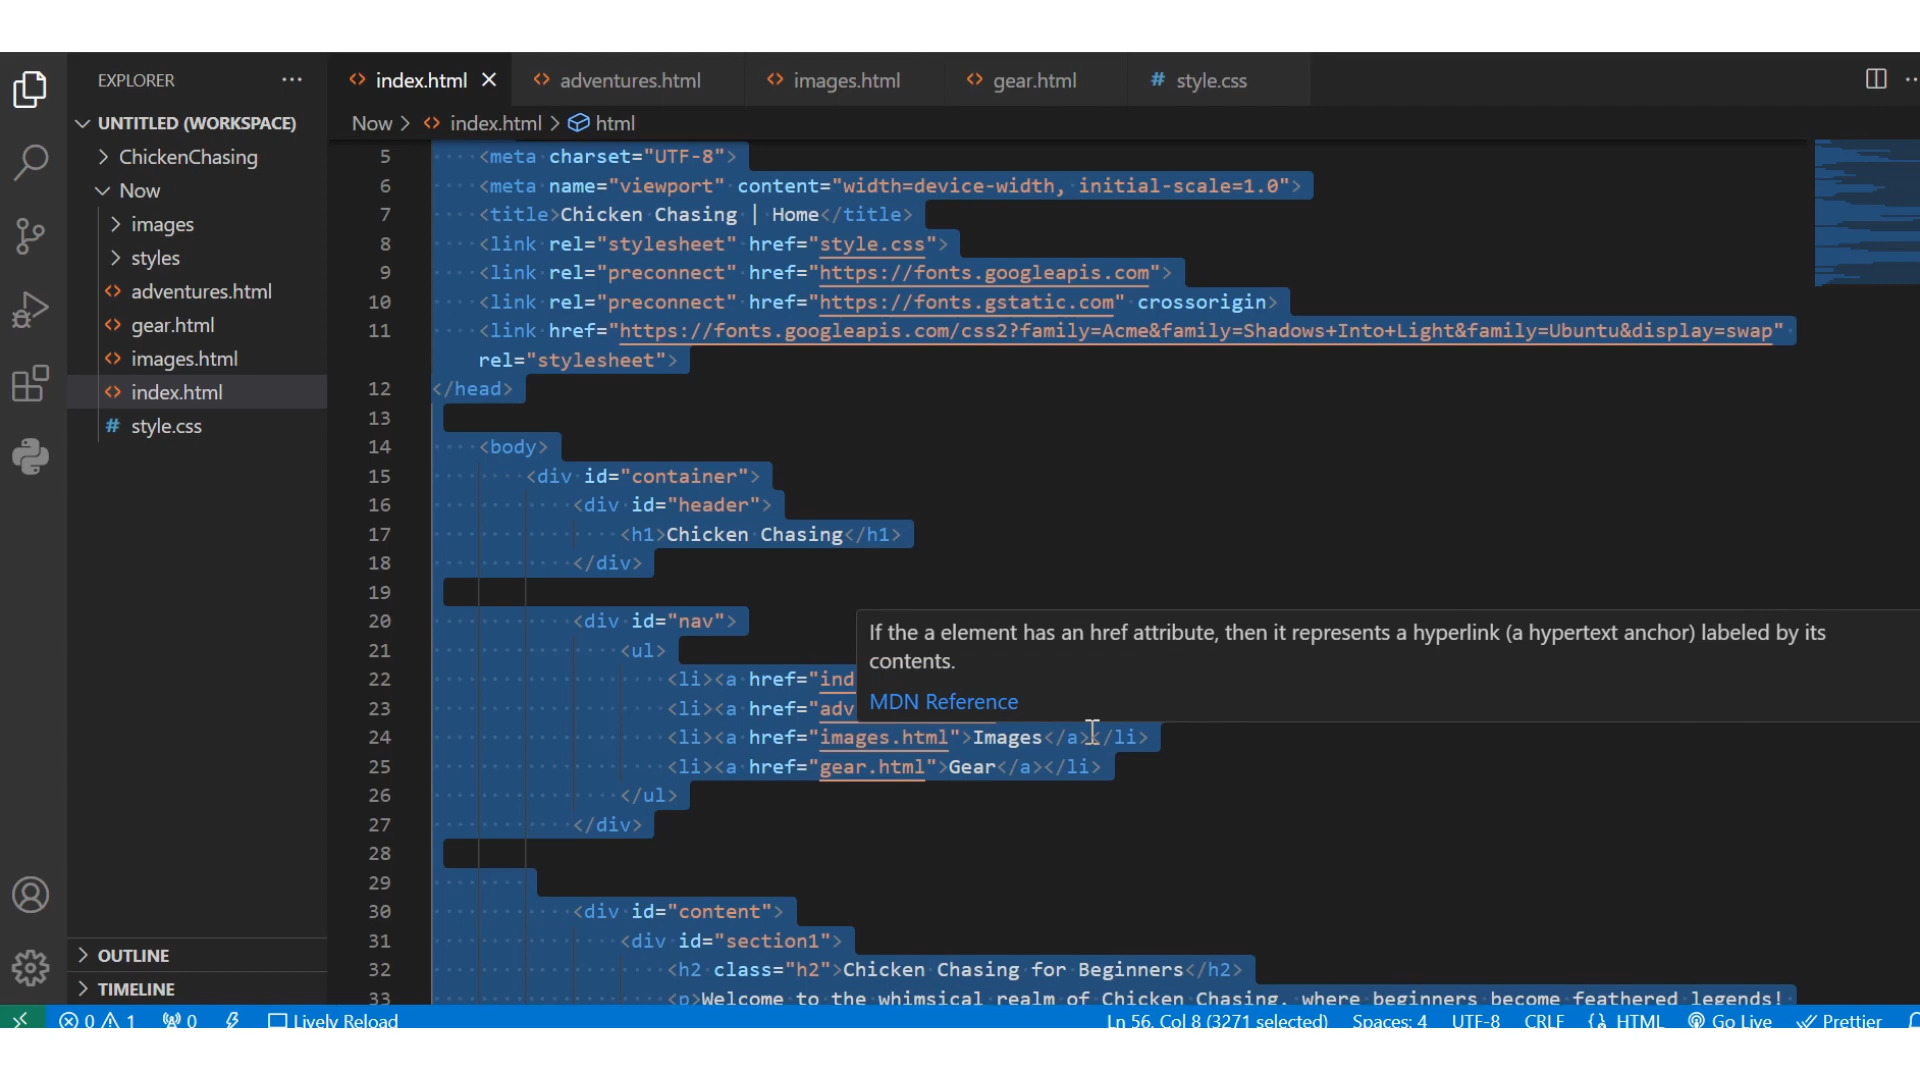 EXPLORER
UNTITLED (WORKSPACE)
ChickenChasing
Now
images
styles
adventures.html
gear.html
images.html
index.html
style.css
OUTLINE
TIMELINE
index.html
adventures.html
images.html
gear.html
style.css
Now > index.html > html
5 <meta charset="UTF-8">
6 <meta name="viewport" content="width=device-width, initial-scale=1.0">
7 <title>Chicken Chasing | Home</title>
8 <link rel="stylesheet" href="style.css">
9 <link rel="preconnect" href="https://fonts.googleapis.com">
10 <link rel="preconnect" href="https://fonts.gstatic.com" crossorigin>
11 <link href="https://fonts.googleapis.com/css2?family=Acme&family=Shadows+Into+Light&family=Ubuntu&display=swap"
rel="stylesheet">
12 </head>
13
14 <body>
15 <div id="container">
16 <div id="header">
17 <h1>Chicken Chasing</h1>
18 </div>
19
20 <div id="nav">
21 <ul>
22 <li><a href="ind
23 <li><a href="adv
24 <li><a href="images.html">Images</a></li>
25 <li><a href="gear.html">Gear</a></li>
26 </ul>
27 </div>
28
29
30 <div id="content">
31 <div id="section1">
32 <h2 class="h2">Chicken Chasing for Beginners</h2>
33 <p>Welcome to the whimsical realm of Chicken Chasing, where beginners become feathered legends!
If the a element has an href attribute, then it represents a hyperlink (a hypertext anchor) labeled by its
contents.
MDN Reference
0 1 0 Lively Reload Ln 56, Col 8 (3271 selected) Spaces: 4 UTF-8 CRLF HTML Go Live Prettier